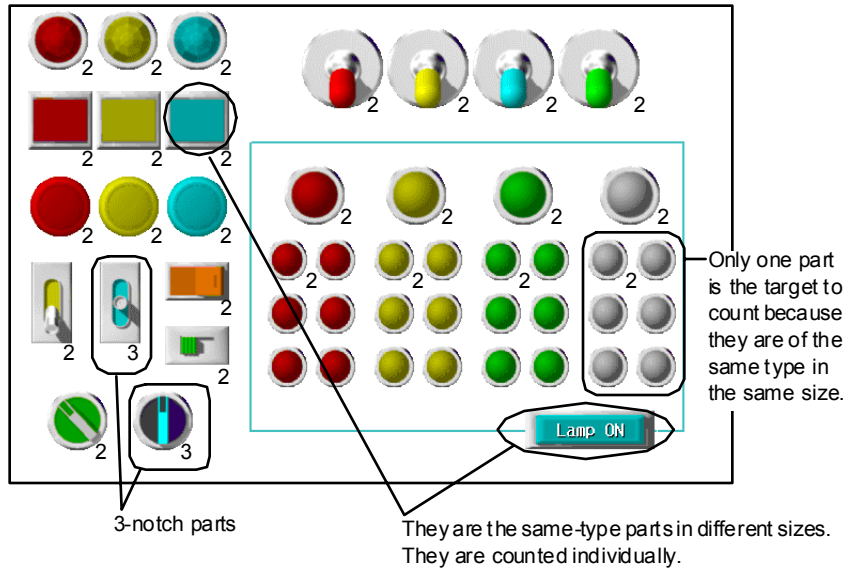 2 2 2
2 2 2 2
2 2 2
2 2 2 2
2 2 2
2 2 2 2
2 3 2
2
2 3
Lamp ON
Only one part
is the target to
count because
they are of the
same type in
the same size.
3-notch parts
They are the same-type parts in different sizes.
They are counted individually.